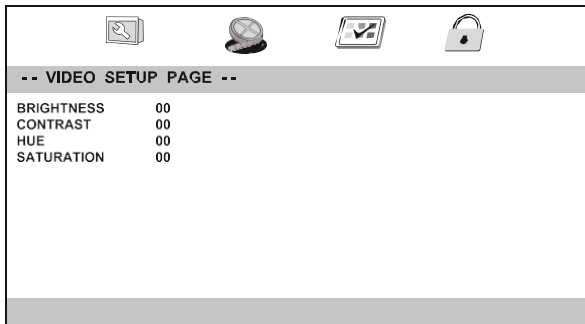 -- VIDEO SETUP PAGE --
BRIGHTNESS 00
CONTRAST 00
HUE 00
SATURATION 00